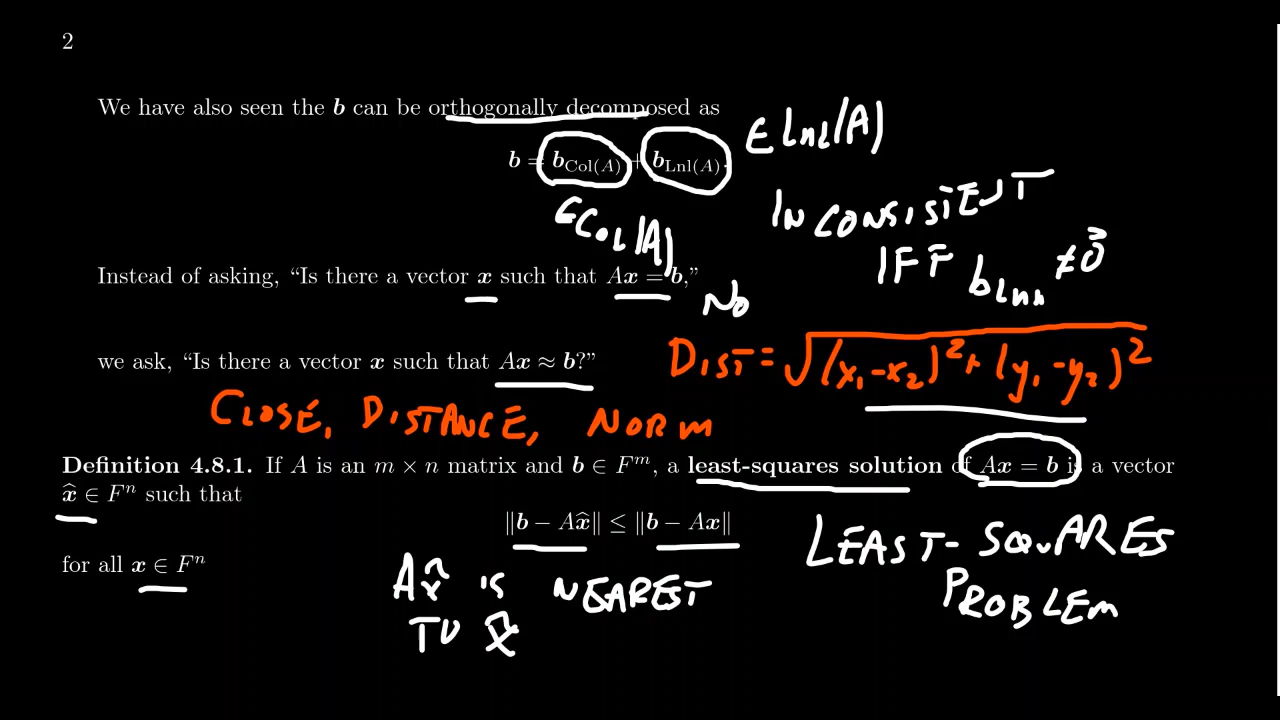 2
We have also seen the b can be orthogonally decomposed as
b = b_Col(A) + b_Lnl(A).
∈ Lnl(A)
∈ Col(A)
INCONSISTENT
IFF b_Lnl ≠ 0⃗
Instead of asking, “Is there a vector x such that Ax = b,”
No
we ask, “Is there a vector x such that Ax ≈ b?”
DIST = √(x₁-x₂)² + (y₁-y₂)²
CLOSE, DISTANCE, NORM
Definition 4.8.1. If A is an m × n matrix and b ∈ F^m, a least-squares solution of Ax = b is a vector
x̂ ∈ F^n such that
‖b − Ax̂‖ ≤ ‖b − Ax‖
for all x ∈ F^n
LEAST-SQUARES
PROBLEM
Ax̂ is NEAREST
TO x̂